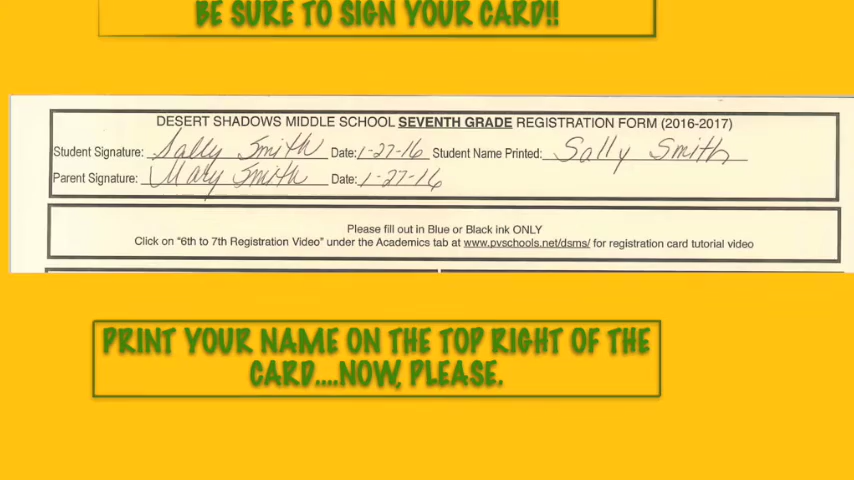 BE SURE TO SIGN YOUR CARD!!
DESERT SHADOWS MIDDLE SCHOOL SEVENTH GRADE REGISTRATION FORM (2016-2017)
Student Signature: Sally Smith Date: 1-27-16 Student Name Printed: Sally Smith
Parent Signature: Mary Smith Date: 1-27-16
Please fill out in Blue or Black ink ONLY
Click on "6th to 7th Registration Video" under the Academics tab at www.pvschools.net/dsms/ for registration card tutorial video
PRINT YOUR NAME ON THE TOP RIGHT OF THE
CARD....NOW, PLEASE.